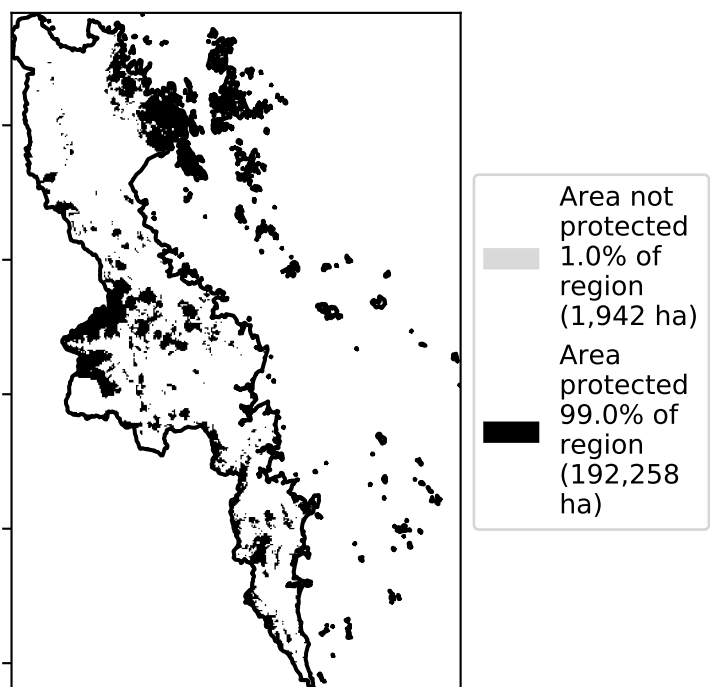 Area not
protected
1.0% of
region
(1,942 ha)
Area
protected
99.0% of
region
(192,258
ha)